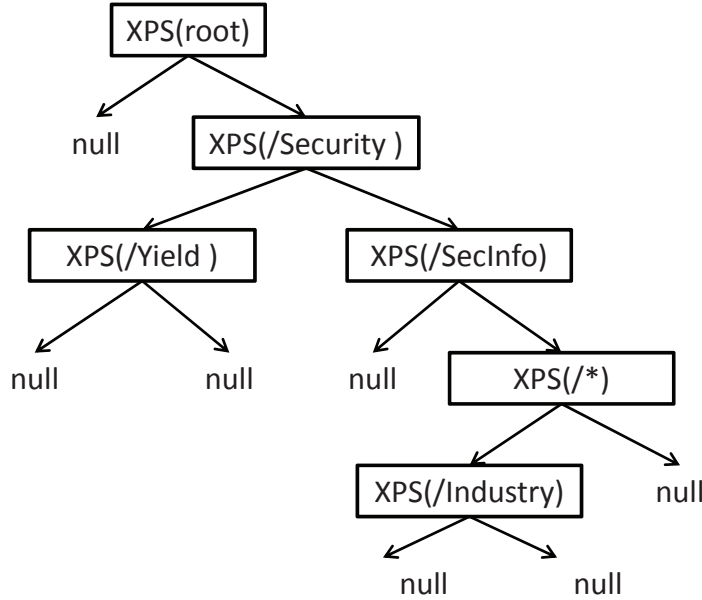 XPS(root)
null
XPS(/Security )
XPS(/Yield )
XPS(/SecInfo)
null
null
null
XPS(/*)
XPS(/Industry)
null
null
null